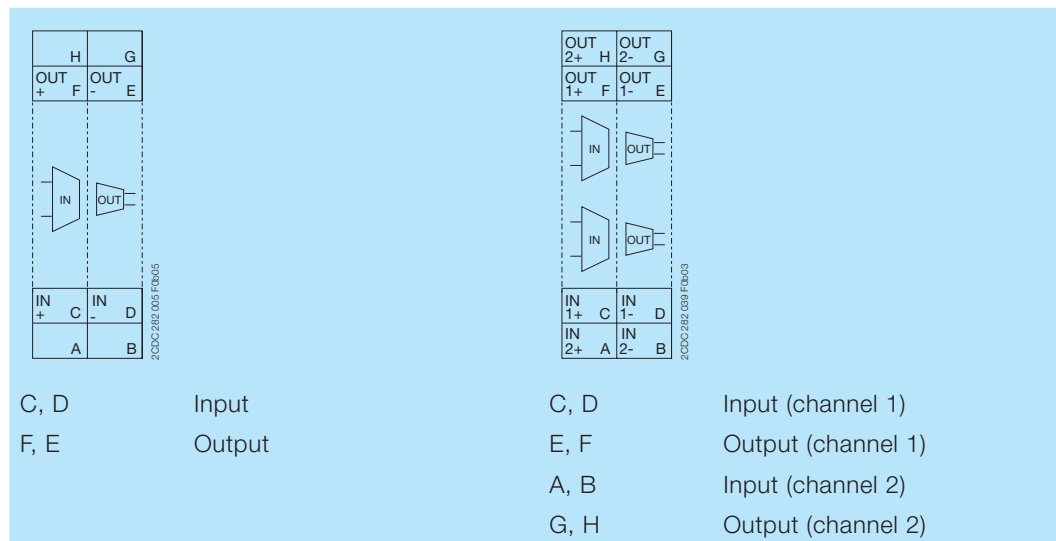 H G
OUT OUT
+ F - E
IN OUT
IN IN
+ C - D
A B
2CDC 282 005 F0b05
C, D Input
F, E Output
OUT OUT
2+ H 2- G
OUT OUT
1+ F 1- E
IN OUT
IN OUT
IN IN
1+ C 1- D
IN IN
2+ A 2- B
2CDC 282 039 F0b03
C, D Input (channel 1)
E, F Output (channel 1)
A, B Input (channel 2)
G, H Output (channel 2)